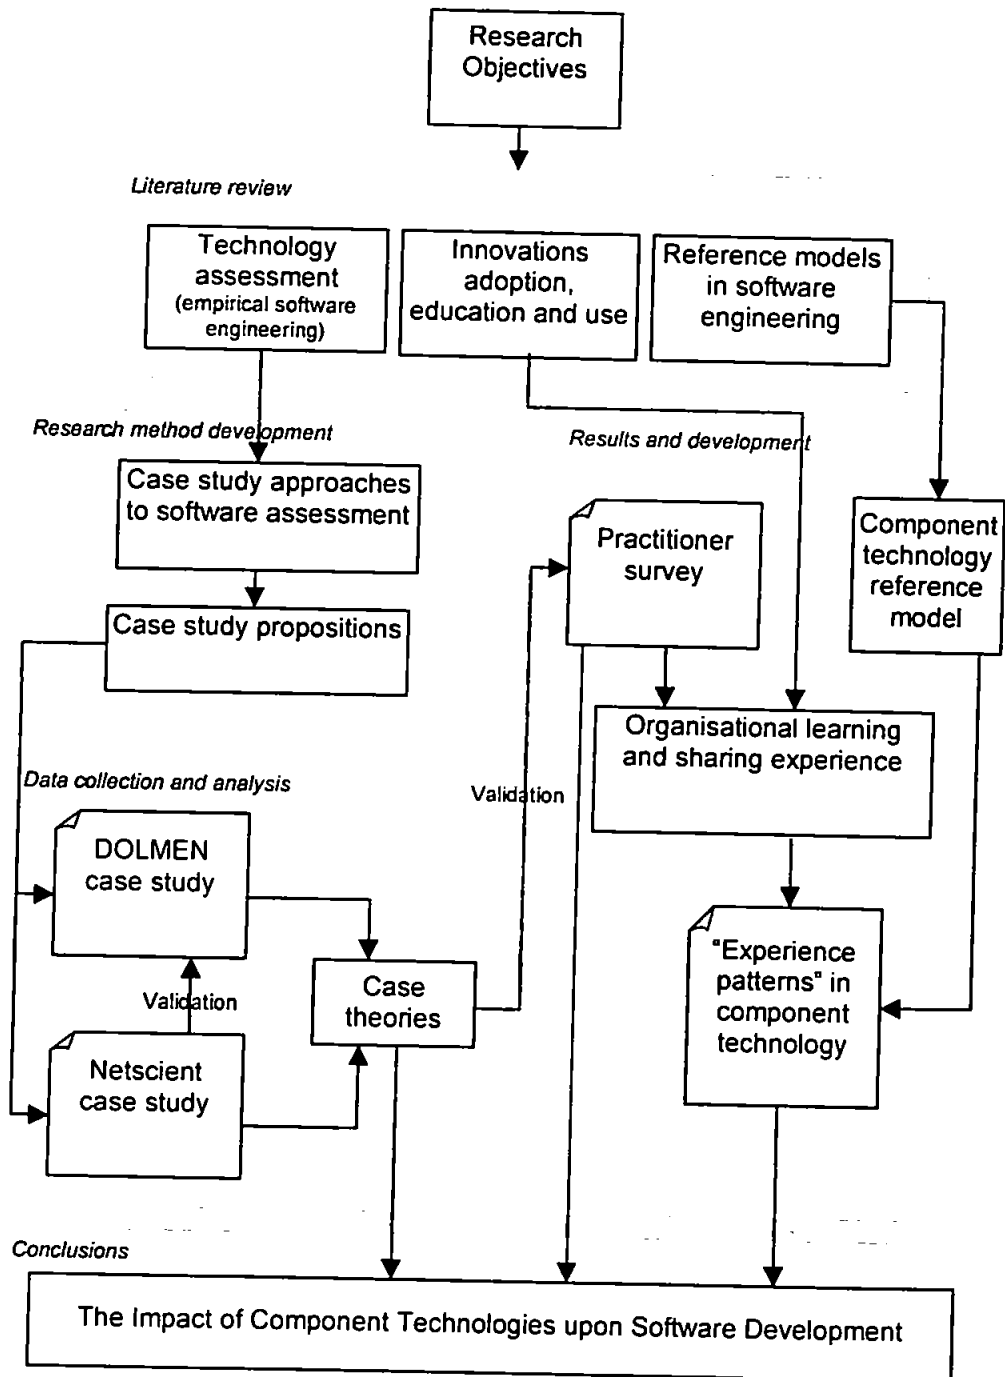 Research
Objectives
Literature review
Technology
assessment
(empirical software
engineering)
Innovations
adoption,
education and use
Reference models
in software
engineering
Research method development
Results and development
Case study approaches
to software assessment
Practitioner
survey
Component
technology
reference
model
Case study propositions
Organisational learning
and sharing experience
Data collection and analysis
Validation
DOLMEN
case study
"Experience
patterns" in
component
technology
Case
theories
Validation
Netscient
case study
Conclusions
The Impact of Component Technologies upon Software Development